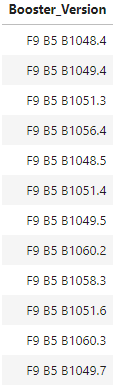 Booster_Version
F9 B5 B1048.4
F9 B5 B1049.4
F9 B5 B1051.3
F9 B5 B1056.4
F9 B5 B1048.5
F9 B5 B1051.4
F9 B5 B1049.5
F9 B5 B1060.2
F9 B5 B1058.3
F9 B5 B1051.6
F9 B5 B1060.3
F9 B5 B1049.7